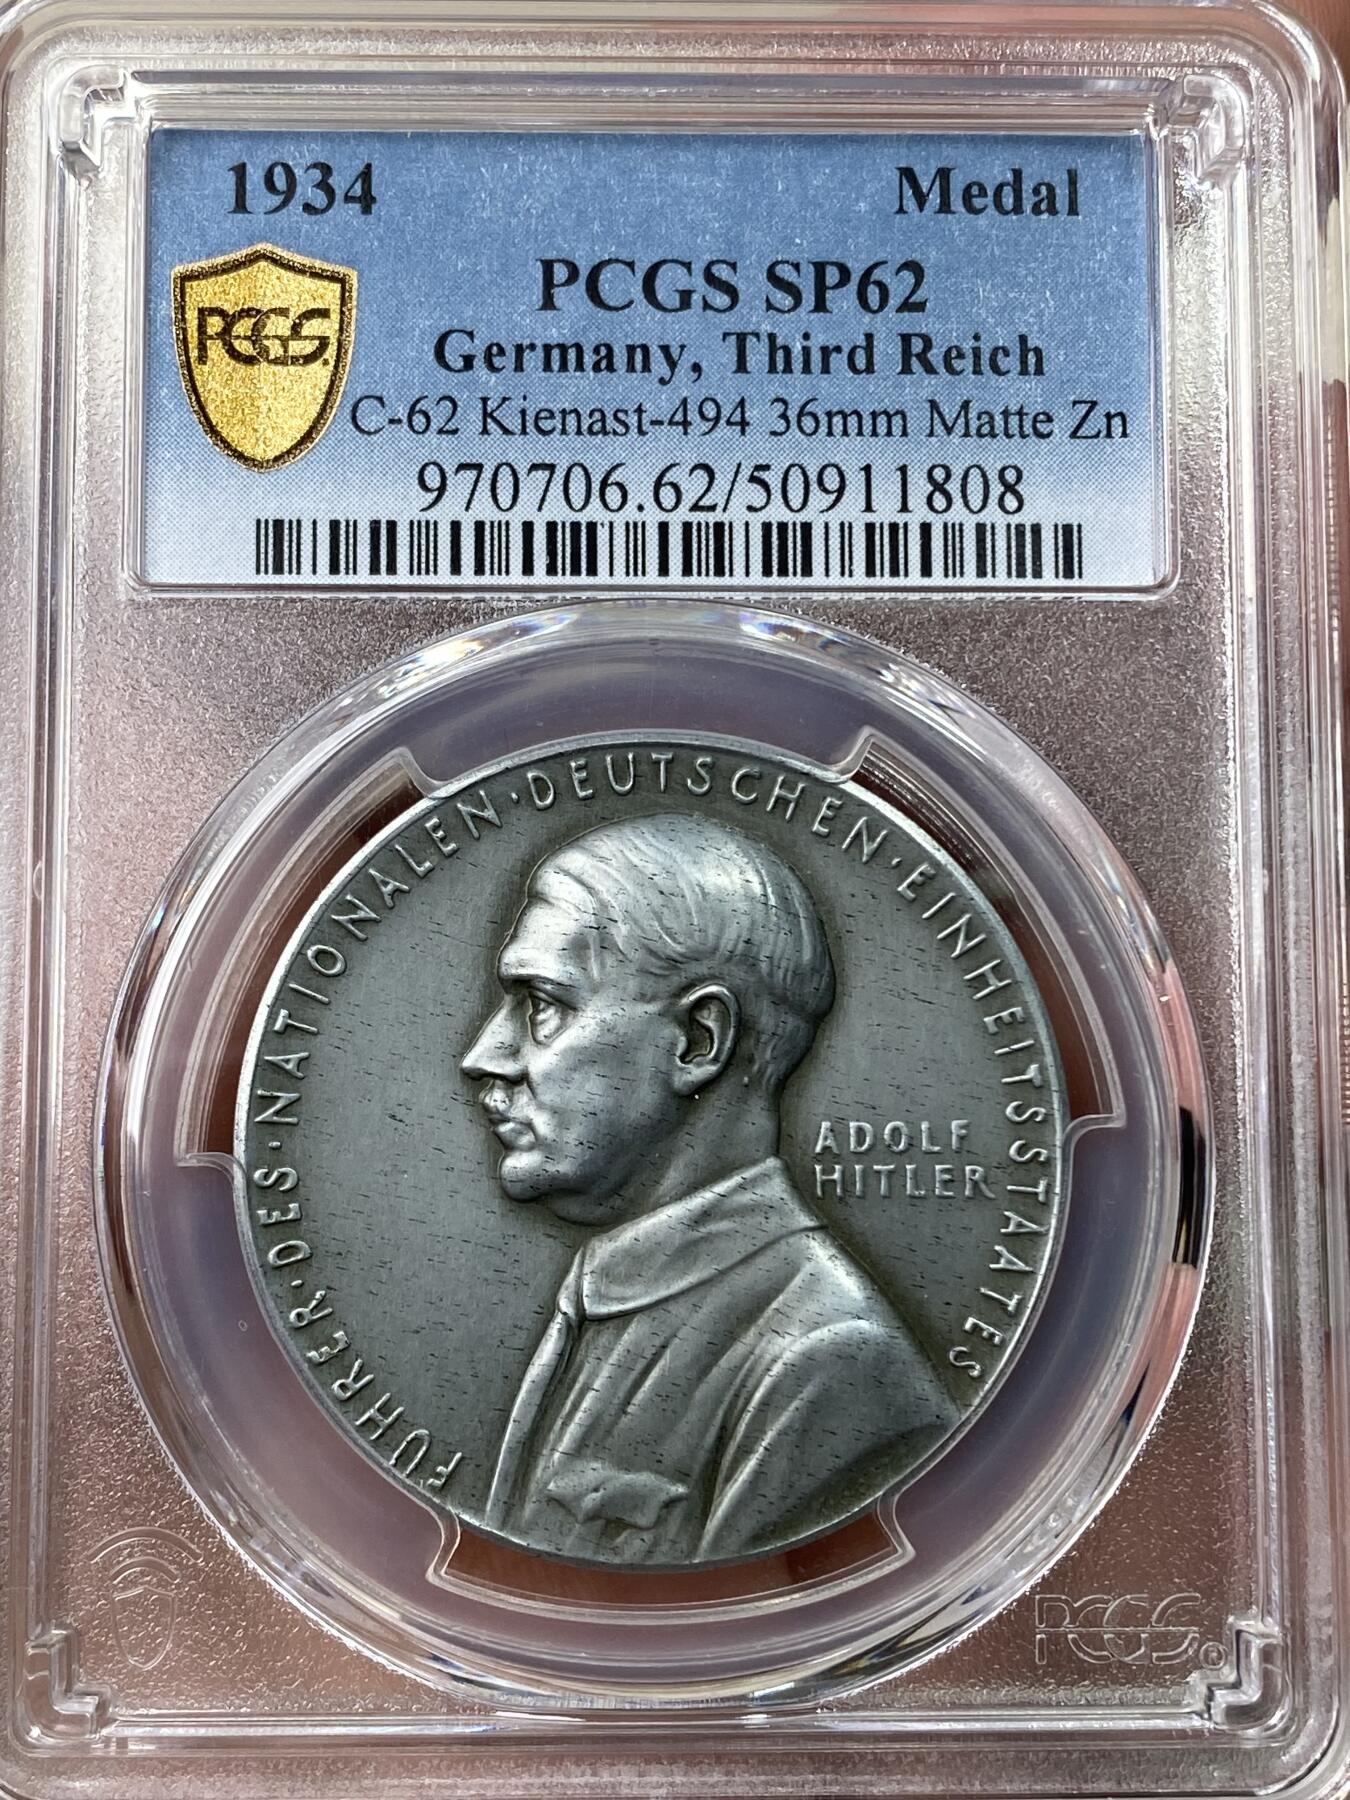 1934 Medal
PCGS SP62
PCGS
Germany, Third Reich
C-62 Kienast-494 36mm Matte Zn
970706.62/50911808
FÜHRER·DES·NATIONALEN·DEUTSCHEN·EINHEITSSTAATES
ADOLF
HITLER
PCGS